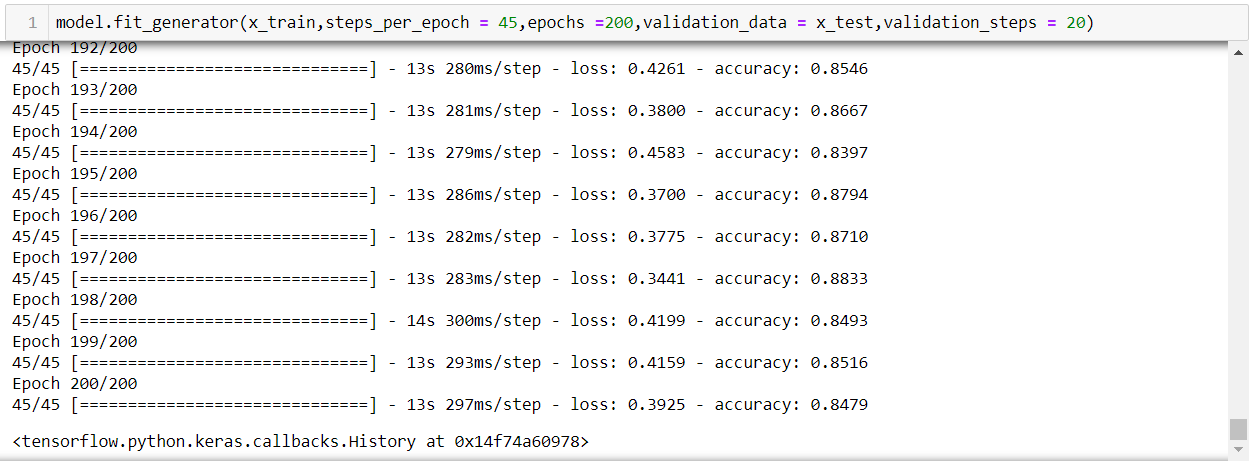 1 model.fit_generator(x_train,steps_per_epoch = 45,epochs =200,validation_data = x_test,validation_steps = 20)
Epoch 192/200
45/45 [==============================] - 13s 280ms/step - loss: 0.4261 - accuracy: 0.8546
Epoch 193/200
45/45 [==============================] - 13s 281ms/step - loss: 0.3800 - accuracy: 0.8667
Epoch 194/200
45/45 [==============================] - 13s 279ms/step - loss: 0.4583 - accuracy: 0.8397
Epoch 195/200
45/45 [==============================] - 13s 286ms/step - loss: 0.3700 - accuracy: 0.8794
Epoch 196/200
45/45 [==============================] - 13s 282ms/step - loss: 0.3775 - accuracy: 0.8710
Epoch 197/200
45/45 [==============================] - 13s 283ms/step - loss: 0.3441 - accuracy: 0.8833
Epoch 198/200
45/45 [==============================] - 14s 300ms/step - loss: 0.4199 - accuracy: 0.8493
Epoch 199/200
45/45 [==============================] - 13s 293ms/step - loss: 0.4159 - accuracy: 0.8516
Epoch 200/200
45/45 [==============================] - 13s 297ms/step - loss: 0.3925 - accuracy: 0.8479
<tensorflow.python.keras.callbacks.History at 0x14f74a60978>